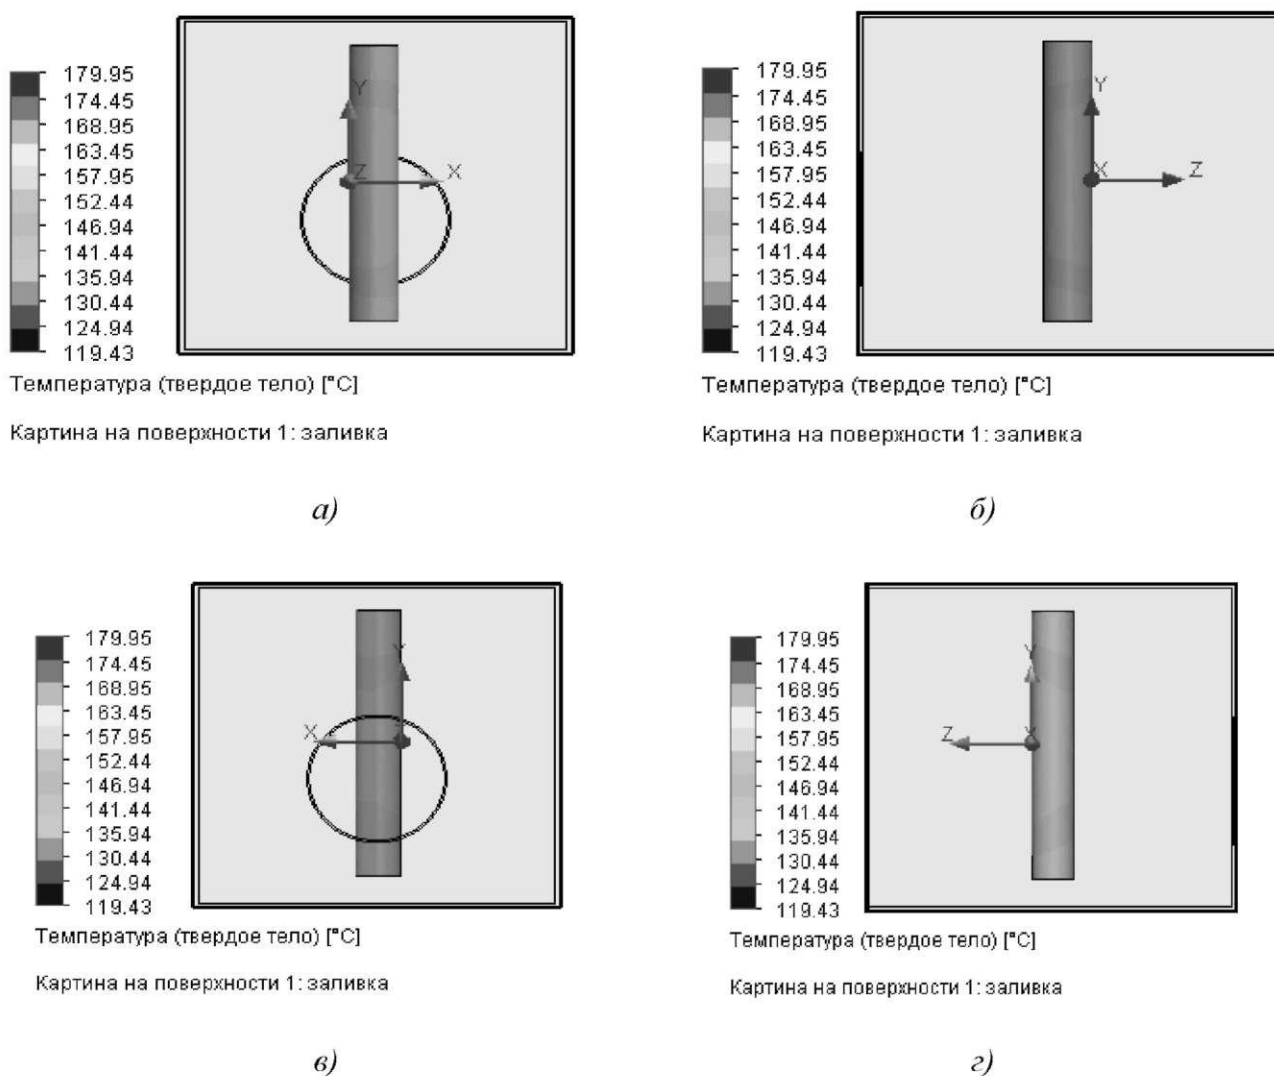 179.95
174.45
168.95
163.45
157.95
152.44
146.94
141.44
135.94
130.44
124.94
119.43
Y
Z
X
Температура (твердое тело) [°C]
Картина на поверхности 1: заливка
а)
179.95
174.45
168.95
163.45
157.95
152.44
146.94
141.44
135.94
130.44
124.94
119.43
Y
X
Z
Температура (твердое тело) [°C]
Картина на поверхности 1: заливка
б)
179.95
174.45
168.95
163.45
157.95
152.44
146.94
141.44
135.94
130.44
124.94
119.43
Y
X
Температура (твердое тело) [°C]
Картина на поверхности 1: заливка
в)
179.95
174.45
168.95
163.45
157.95
152.44
146.94
141.44
135.94
130.44
124.94
119.43
Y
Z
X
Температура (твердое тело) [°C]
Картина на поверхности 1: заливка
г)